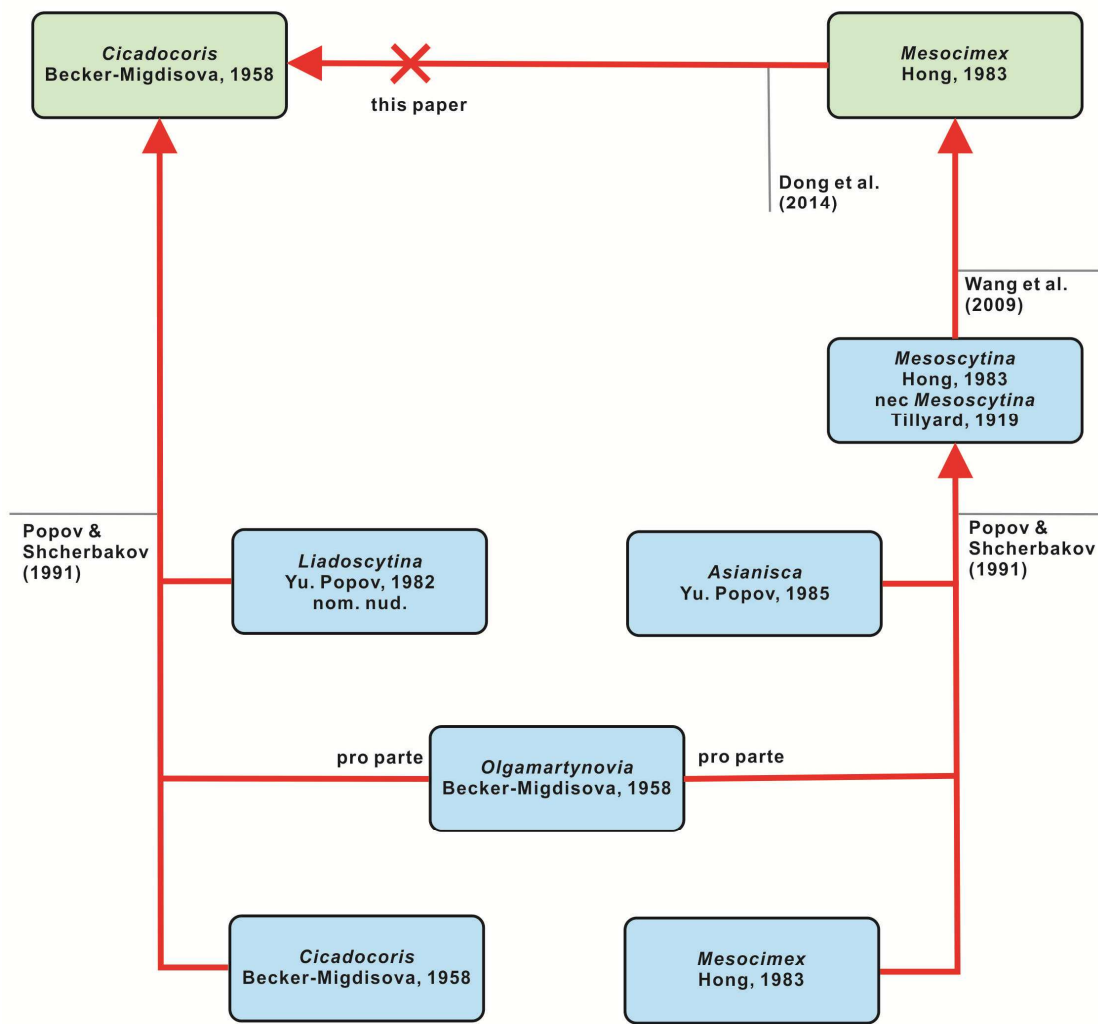 Cicadocoris
Becker-Migdisova, 1958
this paper
Mesocimex
Hong, 1983
Dong et al.
(2014)
Wang et al.
(2009)
Mesoscytina
Hong, 1983
nec Mesoscytina
Tillyard, 1919
Popov &
Shcherbakov
(1991)
Liadoscytina
Yu. Popov, 1982
nom. nud.
Asianisca
Yu. Popov, 1985
Popov &
Shcherbakov
(1991)
pro parte
Olgamartynovia
Becker-Migdisova, 1958
pro parte
Cicadocoris
Becker-Migdisova, 1958
Mesocimex
Hong, 1983